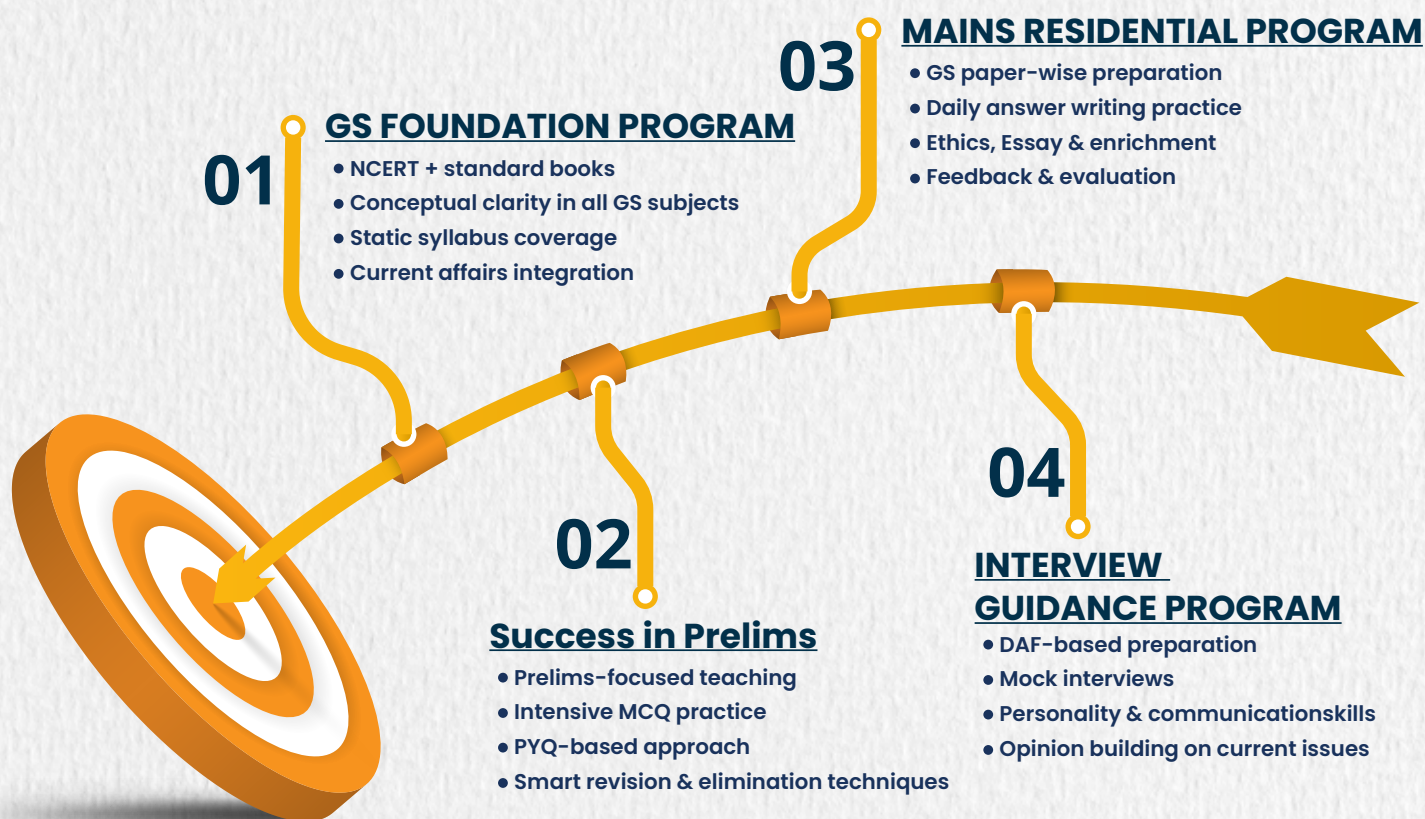 01
GS FOUNDATION PROGRAM
• NCERT + standard books
• Conceptual clarity in all GS subjects
• Static syllabus coverage
• Current affairs integration
02
Success in Prelims
• Prelims-focused teaching
• Intensive MCQ practice
• PYQ-based approach
• Smart revision & elimination techniques
03
MAINS RESIDENTIAL PROGRAM
• GS paper-wise preparation
• Daily answer writing practice
• Ethics, Essay & enrichment
• Feedback & evaluation
04
INTERVIEW
GUIDANCE PROGRAM
• DAF-based preparation
• Mock interviews
• Personality & communicationskills
• Opinion building on current issues